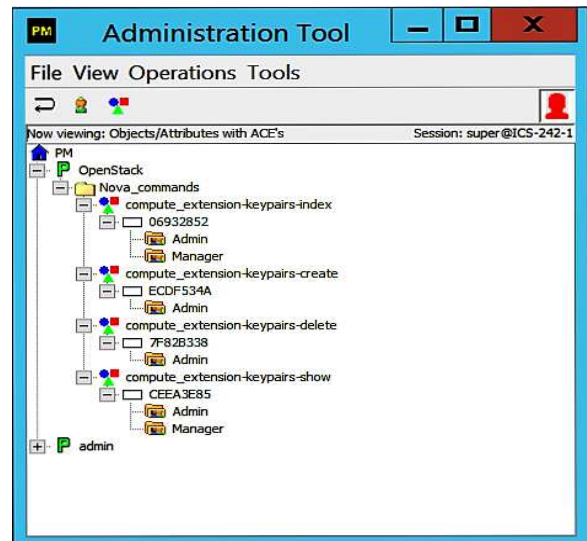 PM Administration Tool
File View Operations Tools
Now viewing: Objects/Attributes with ACE's Session: super@ICS-242-1
PM
OpenStack
Nova_commands
compute_extension-keypairs-index
06932852
Admin
Manager
compute_extension-keypairs-create
ECDF534A
Admin
compute_extension-keypairs-delete
7F82B338
Admin
compute_extension-keypairs-show
CEEA3E85
Admin
Manager
admin